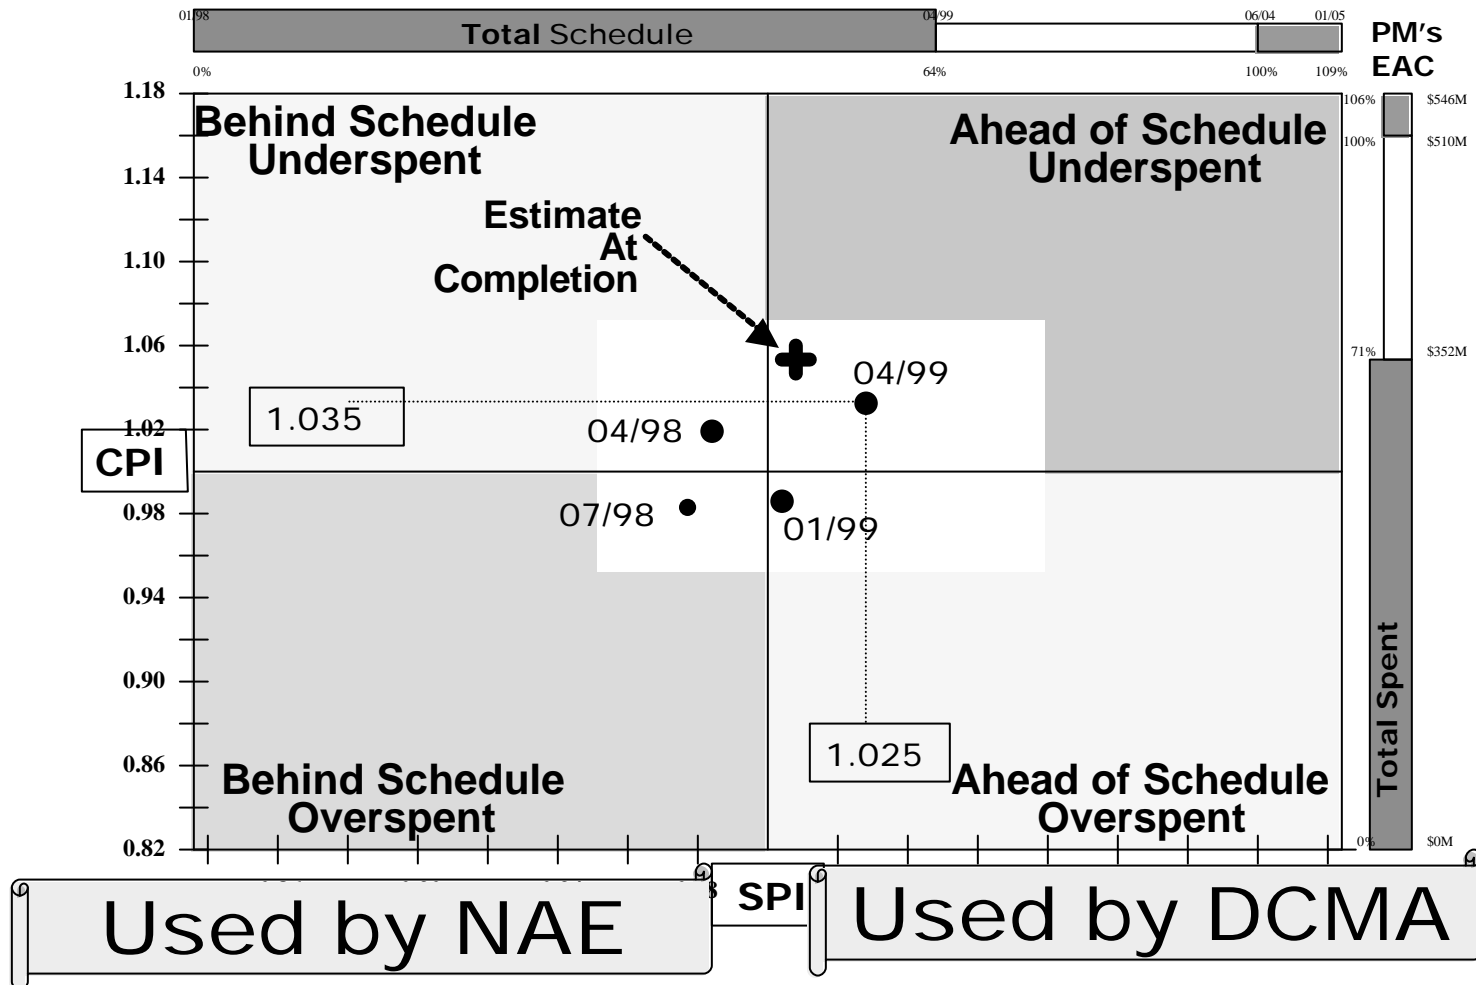 01/98
04/99
06/04
01/05
Total Schedule
PM's
EAC
0%
64%
100%
109%
1.18
1.14
1.10
1.06
1.02
0.98
0.94
0.90
0.86
0.82
CPI
Behind Schedule
Underspent
Ahead of Schedule
Underspent
Estimate
At
Completion
04/99
1.035
04/98
07/98
01/99
1.025
Behind Schedule
Overspent
Ahead of Schedule
Overspent
106%
$546M
100%
$510M
71%
$352M
Total Spent
0%
$0M
SPI
Used by NAE
Used by DCMA